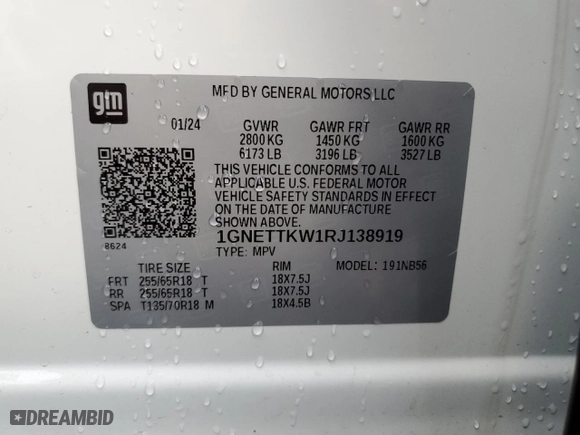 gm
MFD BY GENERAL MOTORS LLC
01/24 GVWR GAWR FRT GAWR RR
2800 KG 1450 KG 1600 KG
6173 LB 3196 LB 3527 LB
THIS VEHICLE CONFORMS TO ALL
APPLICABLE U.S. FEDERAL MOTOR
VEHICLE SAFETY STANDARDS IN EFFECT
ON THE DATE OF MANUFACTURE
SHOWN ABOVE.
8624 1GNETTKW1RJ138919
TYPE: MPV
TIRE SIZE RIM MODEL: 191NB56
FRT 255/65R18 T 18X7.5J
RR 255/65R18 T 18X7.5J
SPA T135/70R18 M 18X4.5B
DREAMBID